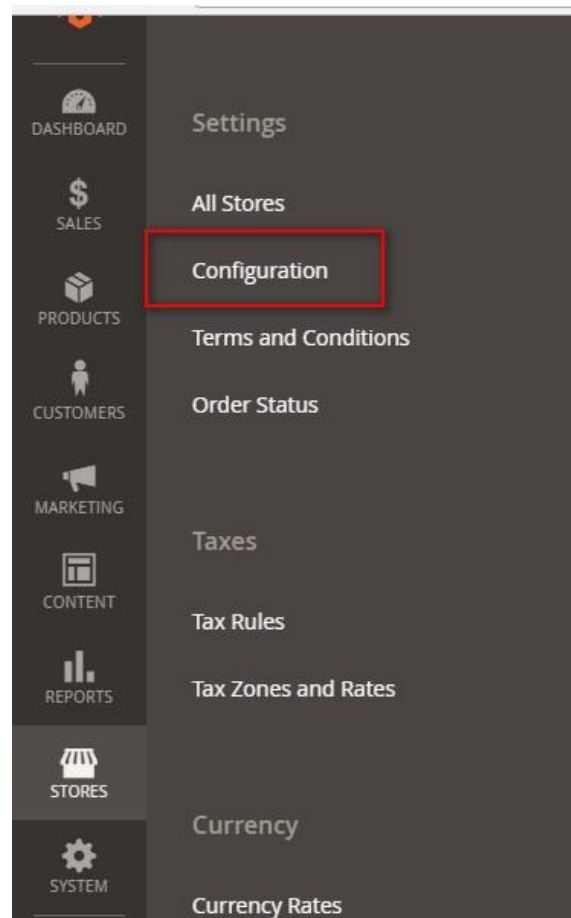 DASHBOARD
SALES
PRODUCTS
CUSTOMERS
MARKETING
CONTENT
REPORTS
STORES
SYSTEM
Settings
All Stores
Configuration
Terms and Conditions
Order Status
Taxes
Tax Rules
Tax Zones and Rates
Currency
Currency Rates